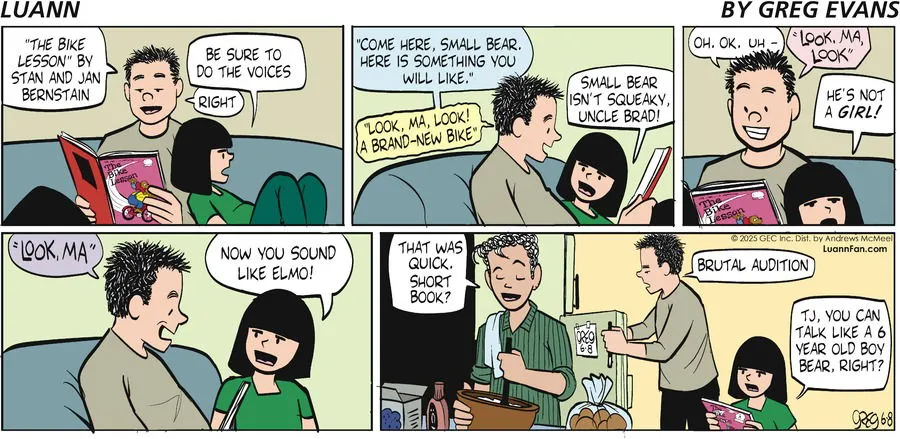 LUANN
BY GREG EVANS
"THE BIKE
LESSON" BY
STAN AND JAN
BERNSTAIN
BE SURE TO
DO THE VOICES
RIGHT
The
Bike
Lesson
"COME HERE, SMALL BEAR.
HERE IS SOMETHING YOU
WILL LIKE."
"LOOK, MA, LOOK!
A BRAND-NEW BIKE"
SMALL BEAR
ISN'T SQUEAKY,
UNCLE BRAD!
OH. OK. UH -
"LOOK, MA,
LOOK"
HE'S NOT
A GIRL!
The
Bike
Lesson
"LOOK, MA"
NOW YOU SOUND
LIKE ELMO!
© 2025 GEC Inc. Dist. by Andrews McMeel
LuannFan.com
THAT WAS
QUICK.
SHORT
BOOK?
BRUTAL AUDITION
GREG
6-8
TJ, YOU CAN
TALK LIKE A 6
YEAR OLD BOY
BEAR, RIGHT?
GREG 6-8